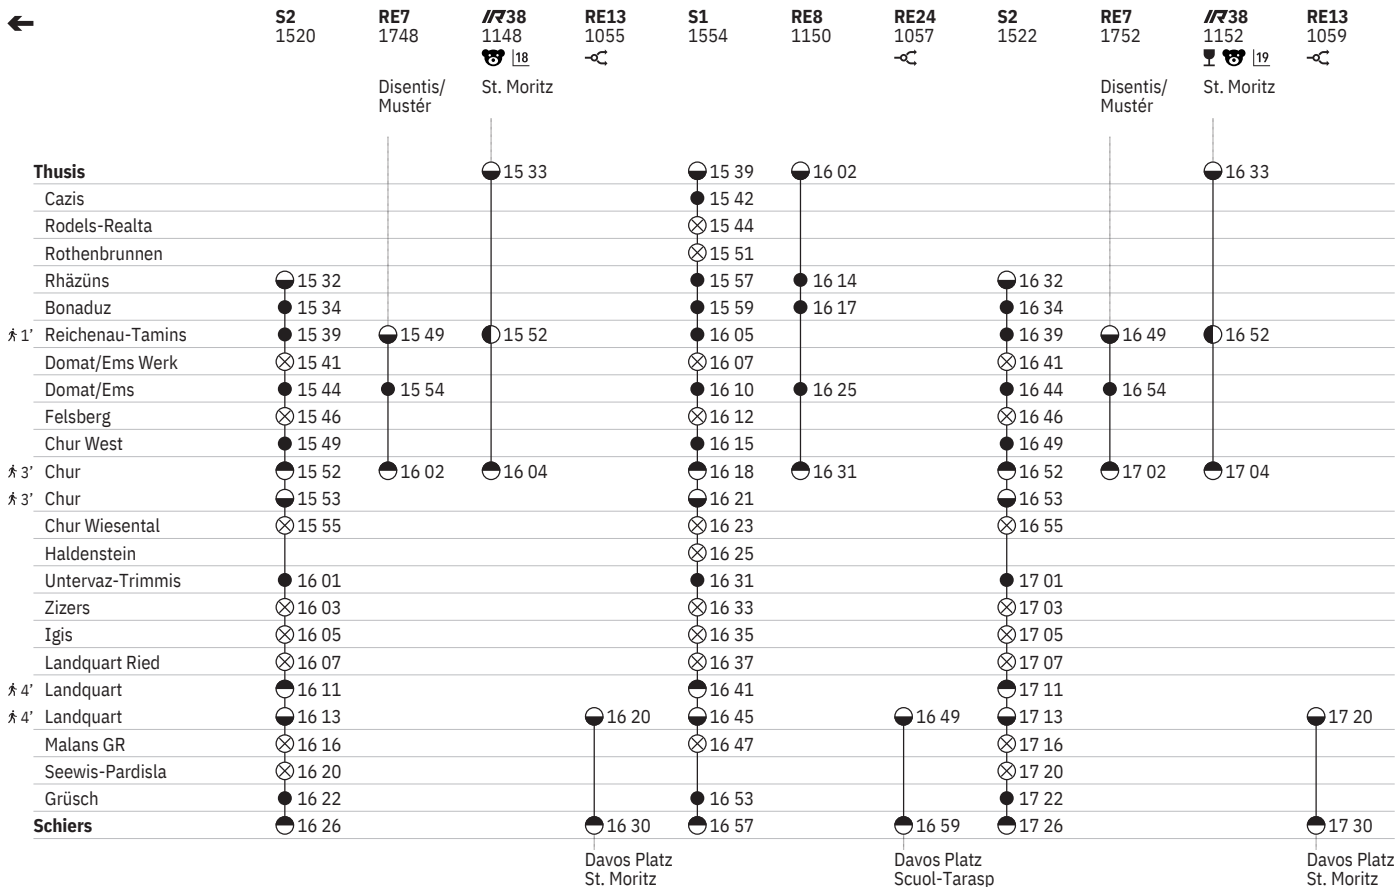 S2 RE7 IR38 RE13 S1 RE8 RE24 S2 RE7 IR38 RE13
1520 1748 1148 1055 1554 1150 1057 1522 1752 1152 1059
18 19
Disentis/ St. Moritz Disentis/ St. Moritz
Mustér Mustér
Thusis 15 33 15 39 16 02 16 33
Cazis 15 42
Rodels-Realta 15 44
Rothenbrunnen 15 51
Rhäzüns 15 32 15 57 16 14 16 32
Bonaduz 15 34 15 59 16 17 16 34
1' Reichenau-Tamins 15 39 15 49 15 52 16 05 16 39 16 49 16 52
Domat/Ems Werk 15 41 16 07 16 41
Domat/Ems 15 44 15 54 16 10 16 25 16 44 16 54
Felsberg 15 46 16 12 16 46
Chur West 15 49 16 15 16 49
3' Chur 15 52 16 02 16 04 16 18 16 31 16 52 17 02 17 04
3' Chur 15 53 16 21 16 53
Chur Wiesental 15 55 16 23 16 55
Haldenstein 16 25
Untervaz-Trimmis 16 01 16 31 17 01
Zizers 16 03 16 33 17 03
Igis 16 05 16 35 17 05
Landquart Ried 16 07 16 37 17 07
4' Landquart 16 11 16 41 17 11
4' Landquart 16 13 16 20 16 45 16 49 17 13 17 20
Malans GR 16 16 16 47 17 16
Seewis-Pardisla 16 20 17 20
Grüsch 16 22 16 53 17 22
Schiers 16 26 16 30 16 57 16 59 17 26 17 30
Davos Platz Davos Platz Davos Platz
St. Moritz Scuol-Tarasp St. Moritz